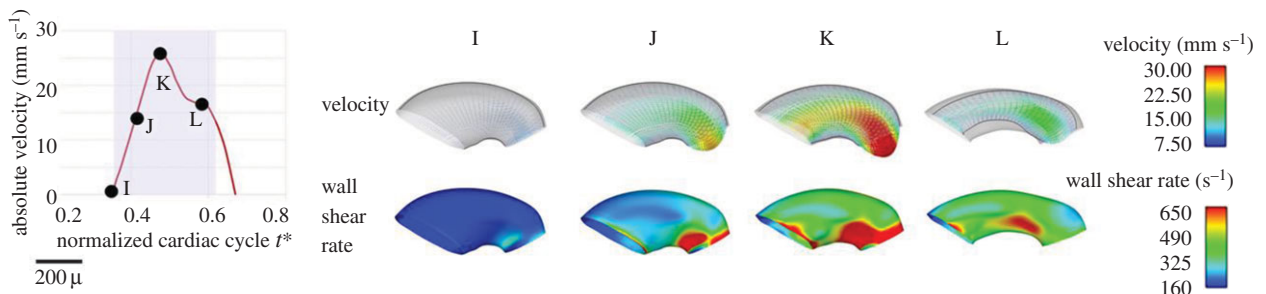 absolute velocity (mm s⁻¹)
30
20
10
0
I
J
K
L
0.2
0.4
0.6
0.8
normalized cardiac cycle t*
200 µ
I J K L
velocity
wall
shear
rate
velocity (mm s⁻¹)
30.00
22.50
15.00
7.50
wall shear rate (s⁻¹)
650
490
325
160